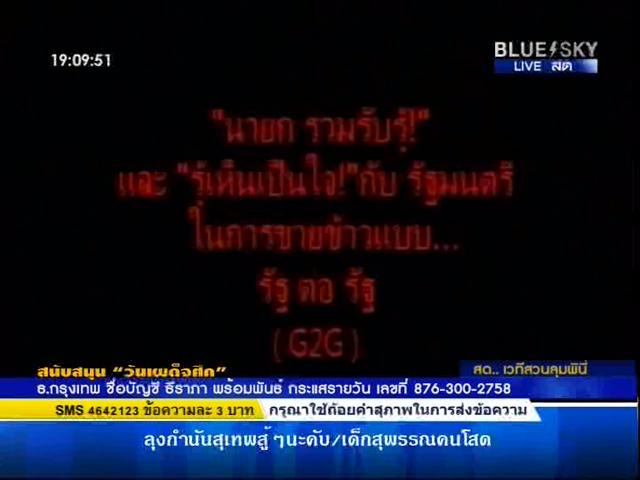 19:09:51
BLUE SKY
LIVE สด
"นายก รวมรับรู้!"
และ "รู้เห็นเป็นใจ!"กับ รัฐมนตรี
ในการขายข้าวแบบ...
รัฐ ต่อ รัฐ
( G2G )
สนับสนุน “วันเผด็จศึก”
สด.. เวทีสวนลุมพินี
ธ.กรุงเทพ ชื่อบัญชี ธีราภา พร้อมพันธ์ กระแสรายวัน เลขที่ 876-300-2758
SMS 4642123 ข้อความละ 3 บาท
กรุณาใช้ถ้อยคำสุภาพในการส่งข้อความ
ลุงกำนันสุเทพสู้ ๆนะคับ/เด็กสุพรรณคนโสด